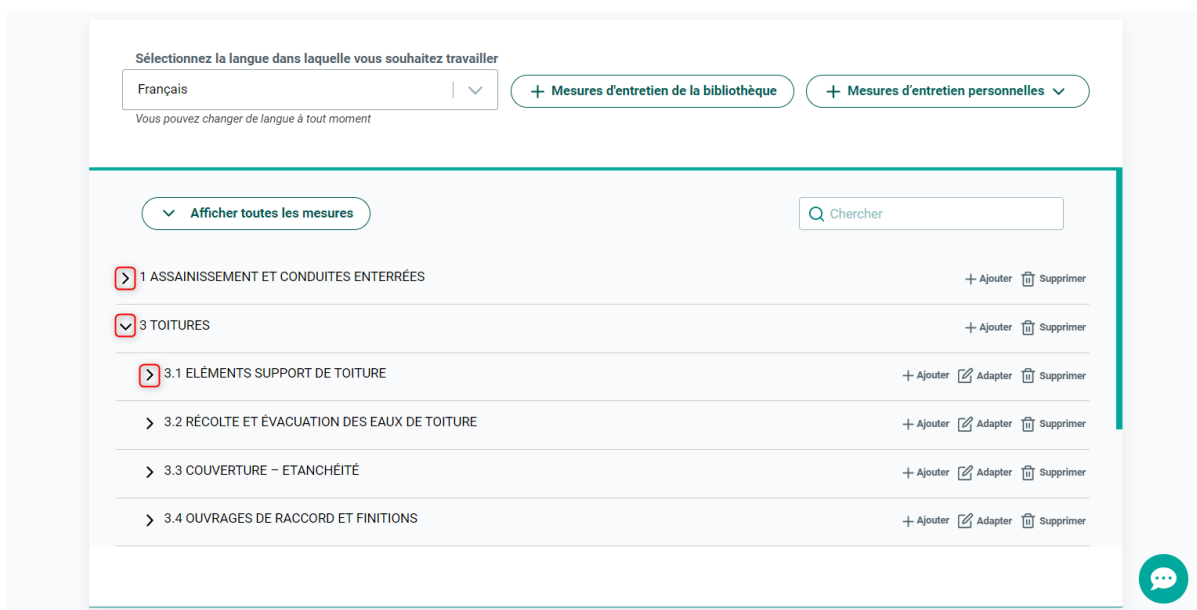 Sélectionnez la langue dans laquelle vous souhaitez travailler
Français
Mesures d'entretien de la bibliothèque
Mesures d'entretien personnelles
Vous pouvez changer de langue à tout moment
Afficher toutes les mesures
Chercher
1 ASSAINISSEMENT ET CONDUITES ENTERRÉES
Ajouter Supprimer
3 TOITURES
Ajouter Supprimer
3.1 ELÉMENTS SUPPORT DE TOITURE
Ajouter Adapter Supprimer
3.2 RÉCOLTE ET ÉVACUATION DES EAUX DE TOITURE
Ajouter Adapter Supprimer
3.3 COUVERTURE – ETANCHÉITÉ
Ajouter Adapter Supprimer
3.4 OUVRAGES DE RACCORD ET FINITIONS
Ajouter Adapter Supprimer